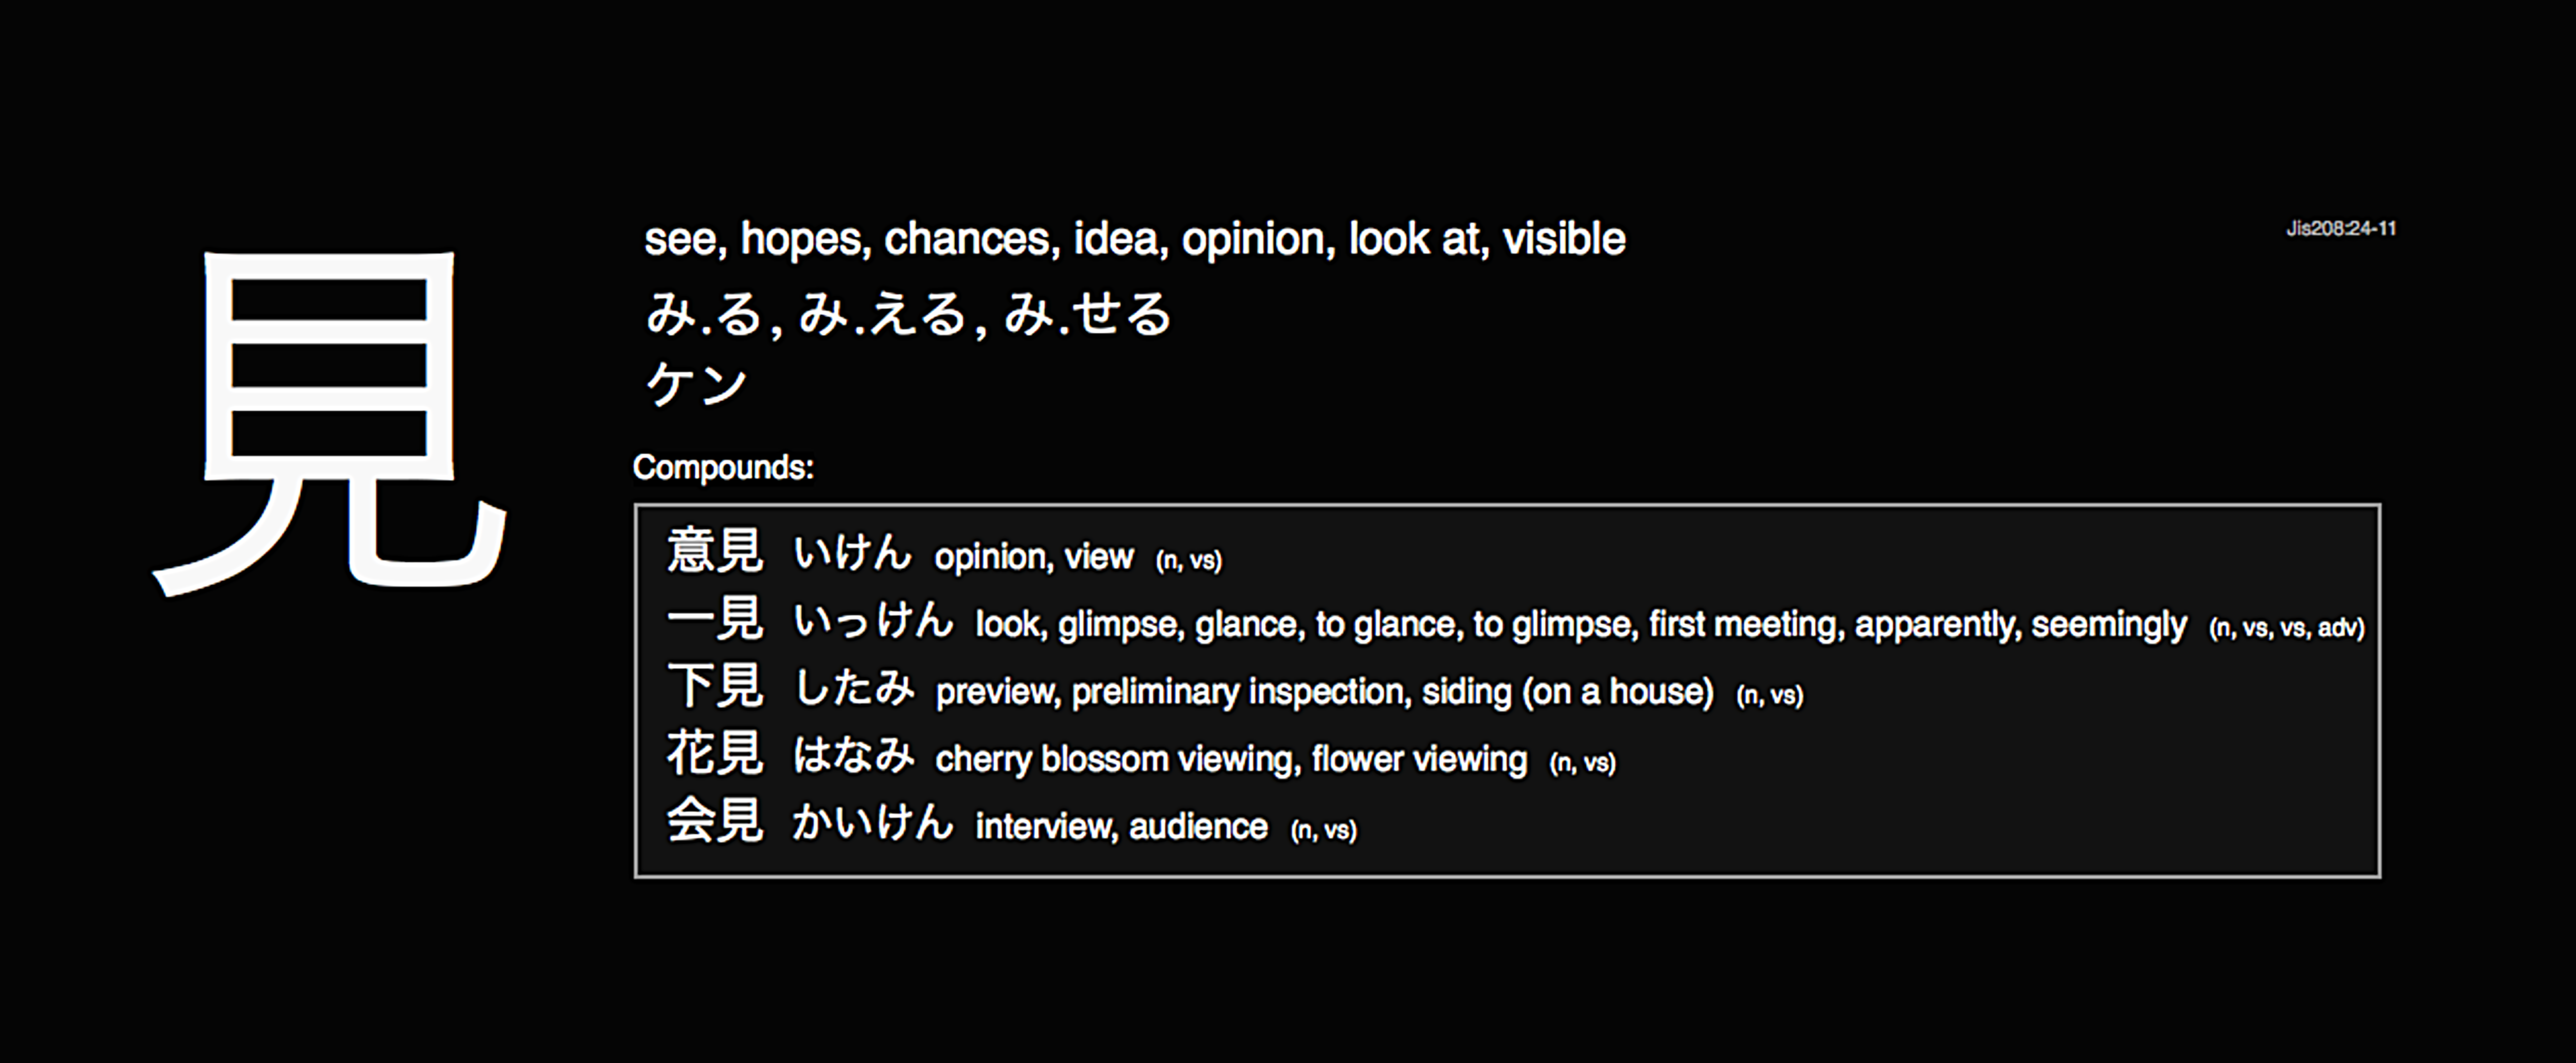 見
see, hopes, chances, idea, opinion, look at, visible
Jis208:24-11
み.る, み.える, み.せる
ケン
Compounds:
意見 いけん opinion, view (n, vs)
一見 いっけん look, glimpse, glance, to glance, to glimpse, first meeting, apparently, seemingly (n, vs, vs, adv)
下見 したみ preview, preliminary inspection, siding (on a house) (n, vs)
花見 はなみ cherry blossom viewing, flower viewing (n, vs)
会見 かいけん interview, audience (n, vs)